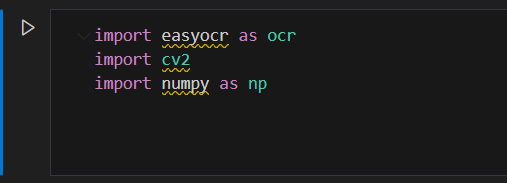 import easyocr as ocr
import cv2
import numpy as np